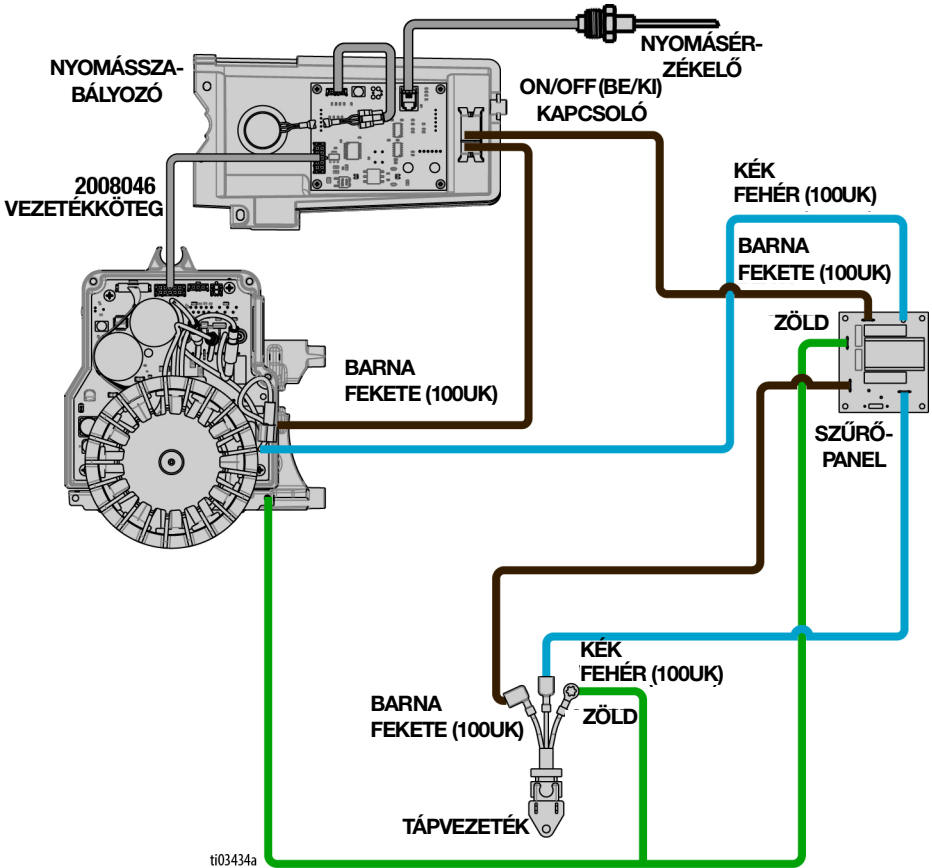 NYOMÁSÉR-
ZÉKELŐ
NYOMÁSSZA-
BÁLYOZÓ
ON/OFF (BE/KI)
KAPCSOLÓ
2008046
VEZETÉKKÖTEG
KÉK
FEHÉR (100UK)
BARNA
FEKETE (100UK)
ZÖLD
BARNA
FEKETE (100UK)
SZŰRŐ-
PANEL
KÉK
FEHÉR (100UK)
BARNA
FEKETE (100UK)
ZÖLD
TÁPVEZETÉK
ti03434a